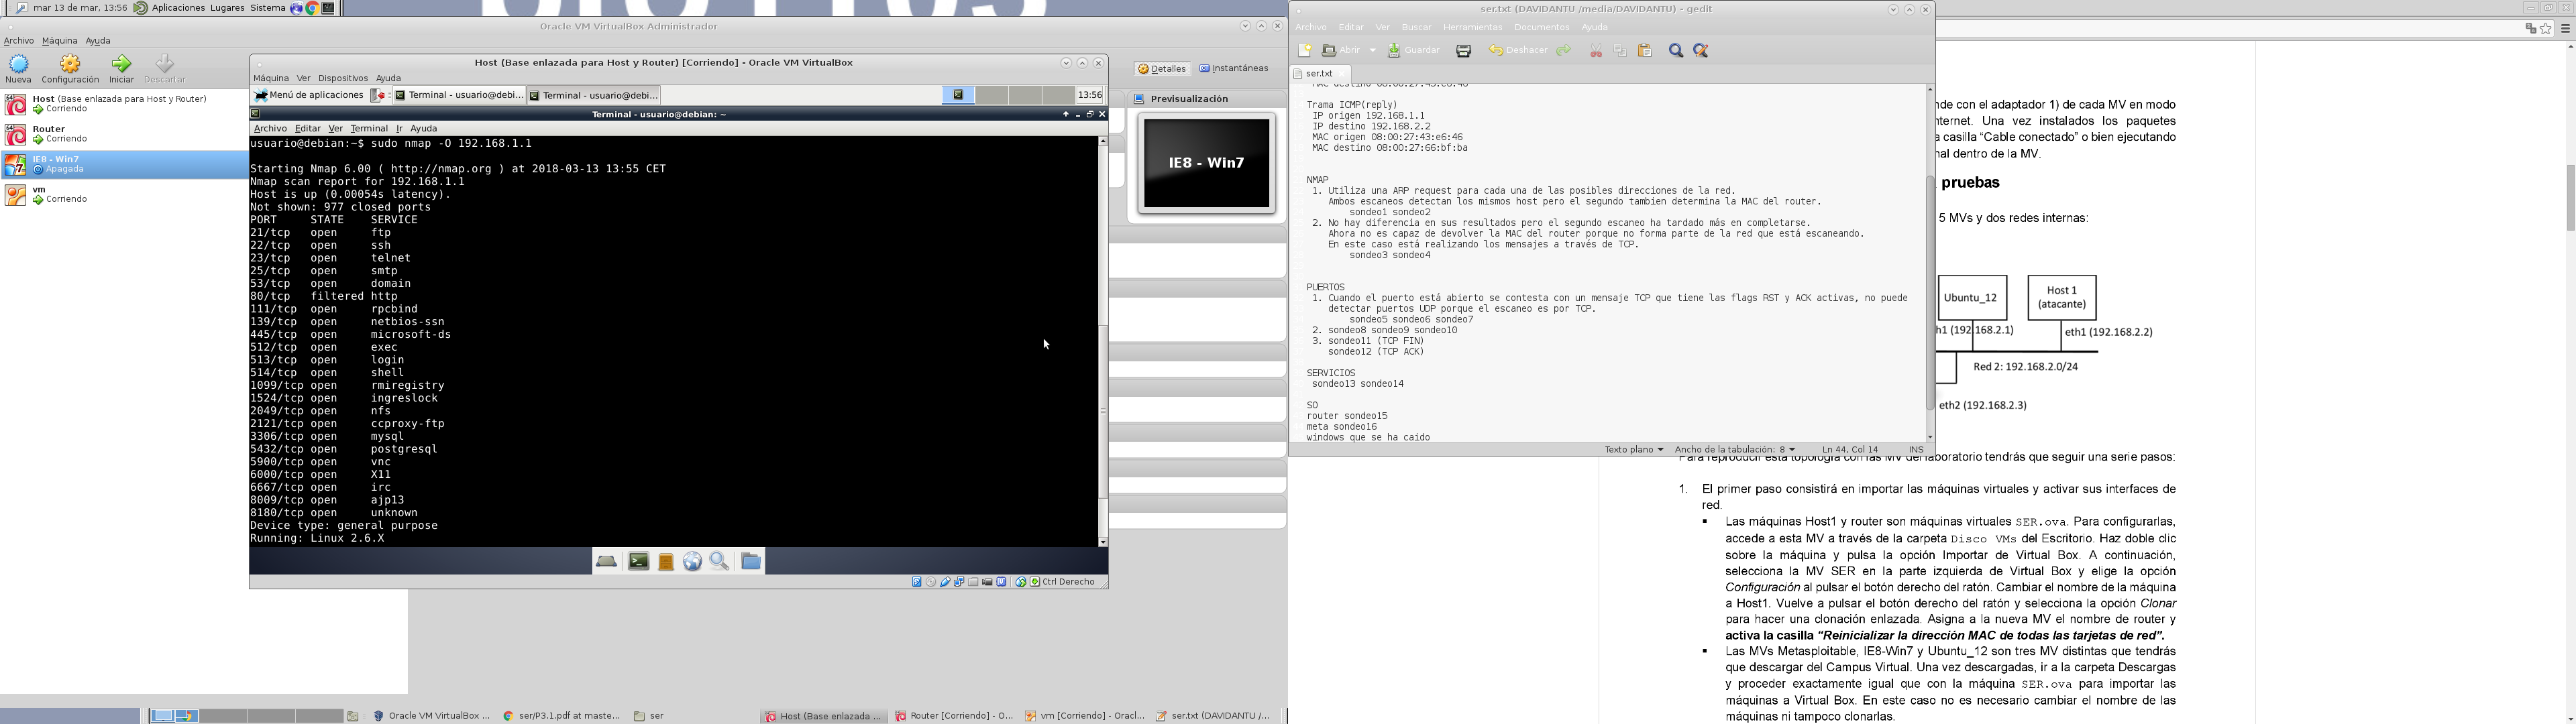 mar 13 de mar, 13:56 Aplicaciones Lugares Sistema
Oracle VM VirtualBox Administrador
Archivo Máquina Ayuda
Nueva Configuración Iniciar Descartar
Detalles Instantáneas
Host (Base enlazada para Host y Router)
Corriendo
Router
Corriendo
IE8 - Win7
Apagada
vm
Corriendo
Previsualización
IE8 - Win7
Host (Base enlazada para Host y Router) [Corriendo] - Oracle VM VirtualBox
Máquina Ver Dispositivos Ayuda
Menú de aplicaciones Terminal - usuario@debi... Terminal - usuario@debi... 13:56
Terminal - usuario@debian: ~
Archivo Editar Ver Terminal Ir Ayuda
usuario@debian:~$ sudo nmap -O 192.168.1.1
Starting Nmap 6.00 ( http://nmap.org ) at 2018-03-13 13:55 CET
Nmap scan report for 192.168.1.1
Host is up (0.00054s latency).
Not shown: 977 closed ports
PORT STATE SERVICE
21/tcp open ftp
22/tcp open ssh
23/tcp open telnet
25/tcp open smtp
53/tcp open domain
80/tcp filtered http
111/tcp open rpcbind
139/tcp open netbios-ssn
445/tcp open microsoft-ds
512/tcp open exec
513/tcp open login
514/tcp open shell
1099/tcp open rmiregistry
1524/tcp open ingreslock
2049/tcp open nfs
2121/tcp open ccproxy-ftp
3306/tcp open mysql
5432/tcp open postgresql
5900/tcp open vnc
6000/tcp open X11
6667/tcp open irc
8009/tcp open ajp13
8180/tcp open unknown
Device type: general purpose
Running: Linux 2.6.X
Ctrl Derecho
ser.txt (DAVIDANTU /media/DAVIDANTU) - gedit
Archivo Editar Ver Buscar Herramientas Documentos Ayuda
Abrir Guardar Deshacer
ser.txt
MAC destino 08:00:27:43:e6:46
Trama ICMP(reply)
IP origen 192.168.1.1
IP destino 192.168.2.2
MAC origen 08:00:27:43:e6:46
MAC destino 08:00:27:66:bf:ba
NMAP
1. Utiliza una ARP request para cada una de las posibles direcciones de la red.
Ambos escaneos detectan los mismos host pero el segundo tambien determina la MAC del router.
sondeo1 sondeo2
2. No hay diferencia en sus resultados pero el segundo escaneo ha tardado más en completarse.
Ahora no es capaz de devolver la MAC del router porque no forma parte de la red que está escaneando.
En este caso está realizando los mensajes a través de TCP.
sondeo3 sondeo4
PUERTOS
1. Cuando el puerto está abierto se contesta con un mensaje TCP que tiene las flags RST y ACK activas, no puede
detectar puertos UDP porque el escaneo es por TCP.
sondeo5 sondeo6 sondeo7
2. sondeo8 sondeo9 sondeo10
3. sondeo11 (TCP FIN)
sondeo12 (TCP ACK)
SERVICIOS
sondeo13 sondeo14
SO
router sondeo15
meta sondeo16
windows que se ha caido
Texto plano Ancho de la tabulación: 8 Ln 44, Col 14 INS
nde con el adaptador 1) de cada MV en modo
nternet. Una vez instalados los paquetes
a casilla “Cable conectado” o bien ejecutando
nal dentro de la MV.
pruebas
5 MVs y dos redes internas:
Ubuntu_12
Host 1
(atacante)
h1 (192.168.2.1) eth1 (192.168.2.2)
Red 2: 192.168.2.0/24
eth2 (192.168.2.3)
Para reproducir esta topología con las MV del laboratorio tendrás que seguir una serie pasos:
1. El primer paso consistirá en importar las máquinas virtuales y activar sus interfaces de
red.
▪ Las máquinas Host1 y router son máquinas virtuales SER.ova. Para configurarlas,
accede a esta MV a través de la carpeta Disco VMs del Escritorio. Haz doble clic
sobre la máquina y pulsa la opción Importar de Virtual Box. A continuación,
selecciona la MV SER en la parte izquierda de Virtual Box y elige la opción
Configuración al pulsar el botón derecho del ratón. Cambiar el nombre de la máquina
a Host1. Vuelve a pulsar el botón derecho del ratón y selecciona la opción Clonar
para hacer una clonación enlazada. Asigna a la nueva MV el nombre de router y
activa la casilla “Reinicializar la dirección MAC de todas las tarjetas de red”.
▪ Las MVs Metasploitable, IE8-Win7 y Ubuntu_12 son tres MV distintas que tendrás
que descargar del Campus Virtual. Una vez descargadas, ir a la carpeta Descargas
y proceder exactamente igual que con la máquina SER.ova para importar las
máquinas a Virtual Box. En este caso no es necesario cambiar el nombre de las
máquinas ni tampoco clonarlas.
Oracle VM VirtualBox ... ser/P3.1.pdf at maste... ser Host (Base enlazada ... Router [Corriendo] - O... vm [Corriendo] - Oracl... ser.txt (DAVIDANTU /...